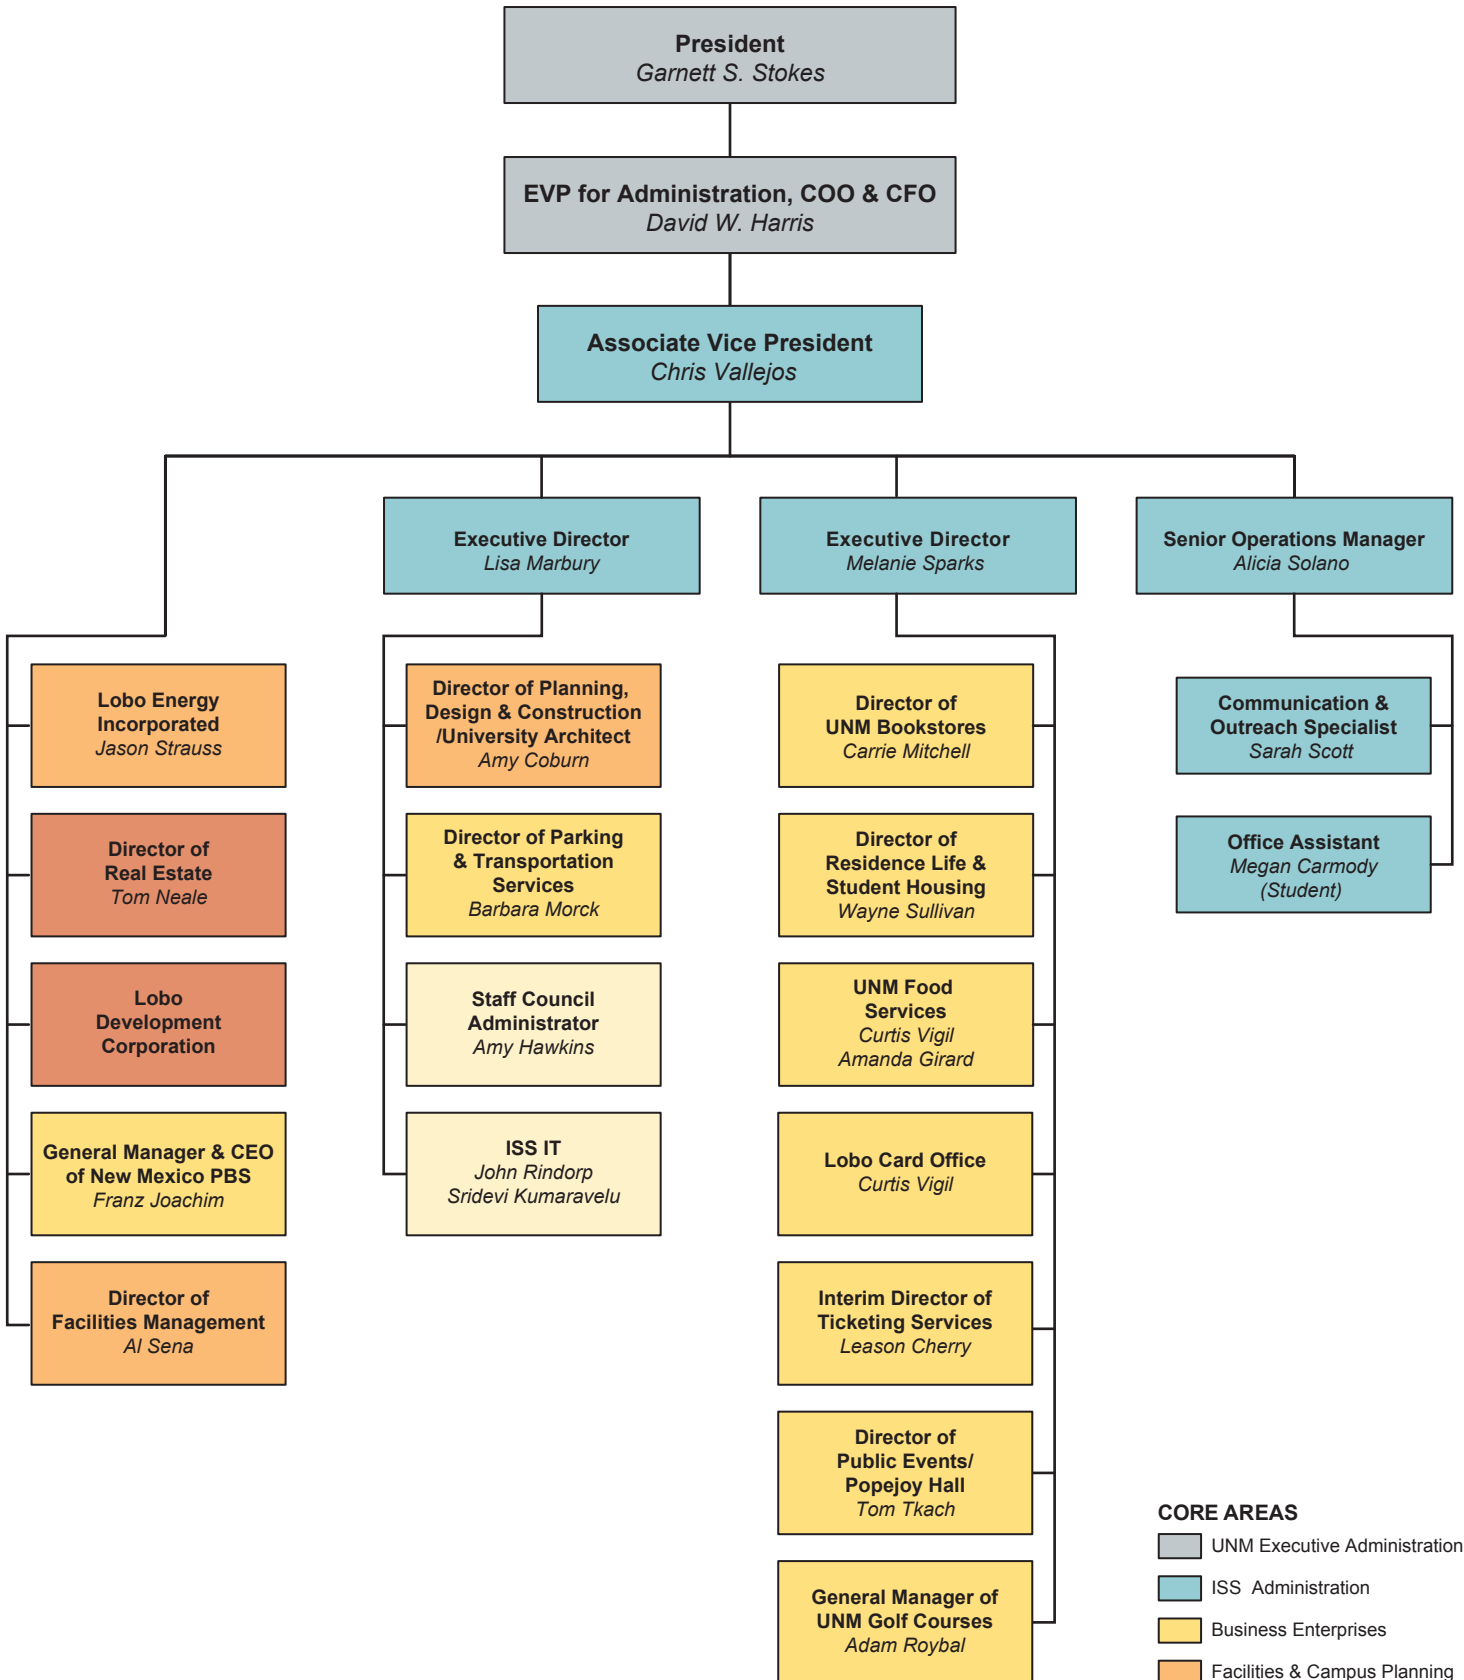 President
Garnett S. Stokes
EVP for Administration, COO & CFO
David W. Harris
Associate Vice President
Chris Vallejos
Executive Director
Lisa Marbury
Executive Director
Melanie Sparks
Senior Operations Manager
Alicia Solano
Lobo Energy
Incorporated
Jason Strauss
Director of
Real Estate
Tom Neale
Lobo
Development
Corporation
General Manager & CEO
of New Mexico PBS
Franz Joachim
Director of
Facilities Management
Al Sena
Director of Planning,
Design & Construction
/University Architect
Amy Coburn
Director of Parking
& Transportation
Services
Barbara Morck
Staff Council
Administrator
Amy Hawkins
ISS IT
John Rindorp
Sridevi Kumaravelu
Director of
UNM Bookstores
Carrie Mitchell
Director of
Residence Life &
Student Housing
Wayne Sullivan
UNM Food
Services
Curtis Vigil
Amanda Girard
Lobo Card Office
Curtis Vigil
Interim Director of
Ticketing Services
Leason Cherry
Director of
Public Events/
Popejoy Hall
Tom Tkach
General Manager of
UNM Golf Courses
Adam Roybal
Communication &
Outreach Specialist
Sarah Scott
Office Assistant
Megan Carmody
(Student)
CORE AREAS
UNM Executive Administration
ISS Administration
Business Enterprises
Facilities & Campus Planning